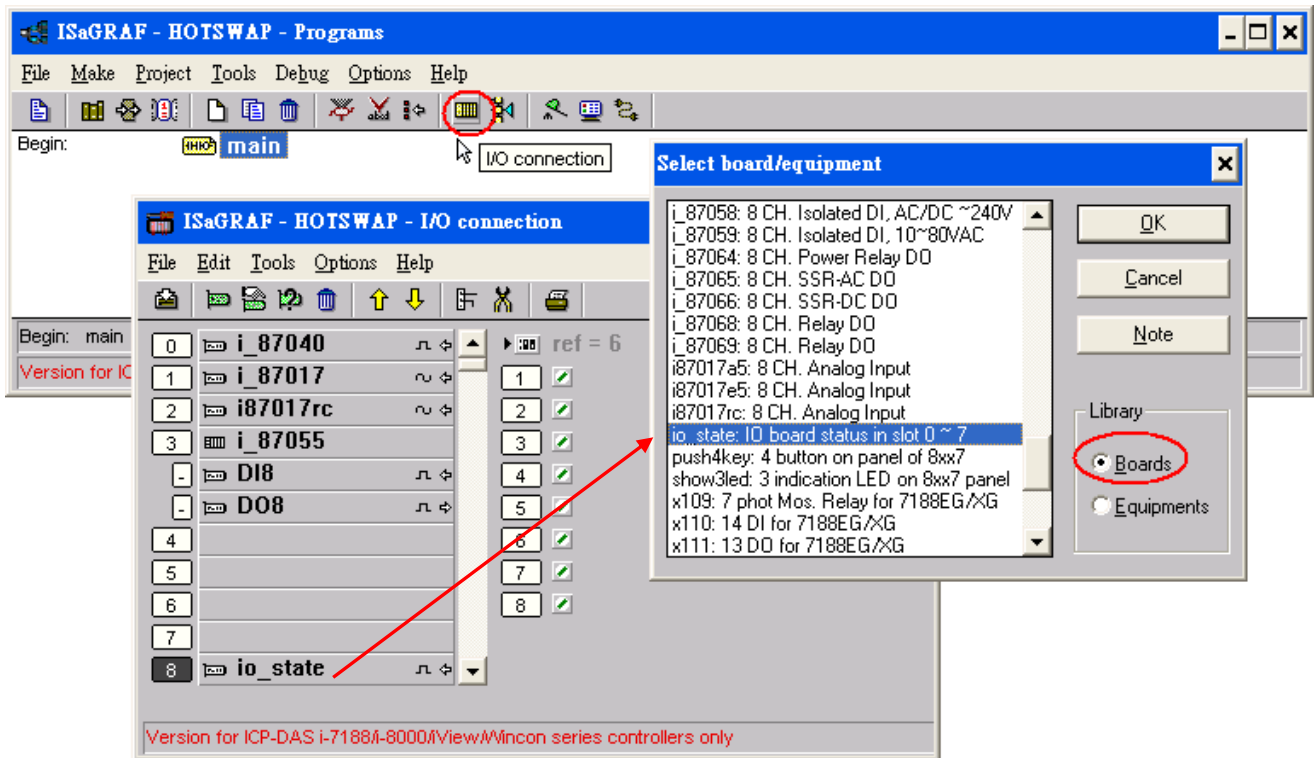 ISaGRAF - HOTSWAP - Programs
File Make Project Tools Debug Options Help
Begin: main
I/O connection
Begin: main
Version for IC
ISaGRAF - HOTSWAP - I/O connection
File Edit Tools Options Help
0 i_87040
1 i_87017
2 i87017rc
3 i_87055
- DI8
- DO8
4
5
6
7
8 io_state
ref = 6
1
2
3
4
5
6
7
8
Version for ICP-DAS i-7188/i-8000/iView/Wincon series controllers only
Select board/equipment
i_87058: 8 CH. Isolated DI, AC/DC ~240V
i_87059: 8 CH. Isolated DI, 10~80VAC
i_87064: 8 CH. Power Relay DO
i_87065: 8 CH. SSR-AC DO
i_87066: 8 CH. SSR-DC DO
i_87068: 8 CH. Relay DO
i_87069: 8 CH. Relay DO
i87017a5: 8 CH. Analog Input
i87017e5: 8 CH. Analog Input
i87017rc: 8 CH. Analog Input
io_state: IO board status in slot 0 ~ 7
push4key: 4 button on panel of 8xx7
show3led: 3 indication LED on 8xx7 panel
x109: 7 phot Mos. Relay for 7188EG/XG
x110: 14 DI for 7188EG/XG
x111: 13 DO for 7188EG/XG
OK
Cancel
Note
Library
Boards
Equipments